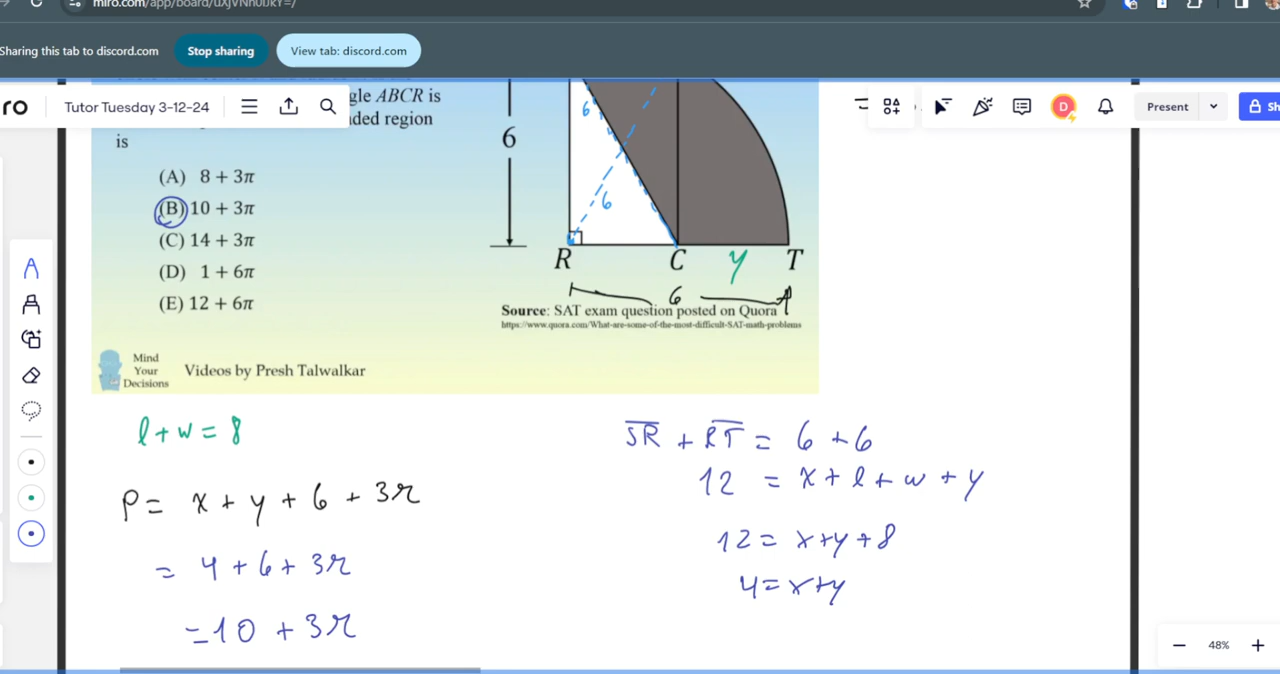 miro.com/app/board/uXjVNh0IJkY=/
Sharing this tab to discord.com
Stop sharing
View tab: discord.com
ro
Tutor Tuesday 3-12-24
D
Present
Sh
gle ABCR is
ded region
is
(A) 8 + 3π
(B) 10 + 3π
(C) 14 + 3π
(D) 1 + 6π
(E) 12 + 6π
6
6
6
R
C
y
T
6
Source: SAT exam question posted on Quora
https://www.quora.com/What-are-some-of-the-most-difficult-SAT-math-problems
Mind
Your
Decisions
Videos by Presh Talwalkar
l + w = 8
P = x + y + 6 + 3π
= 4 + 6 + 3π
= 10 + 3π
SR + RT = 6 + 6
12 = x + l + w + y
12 = x + y + 8
4 = x + y
48%